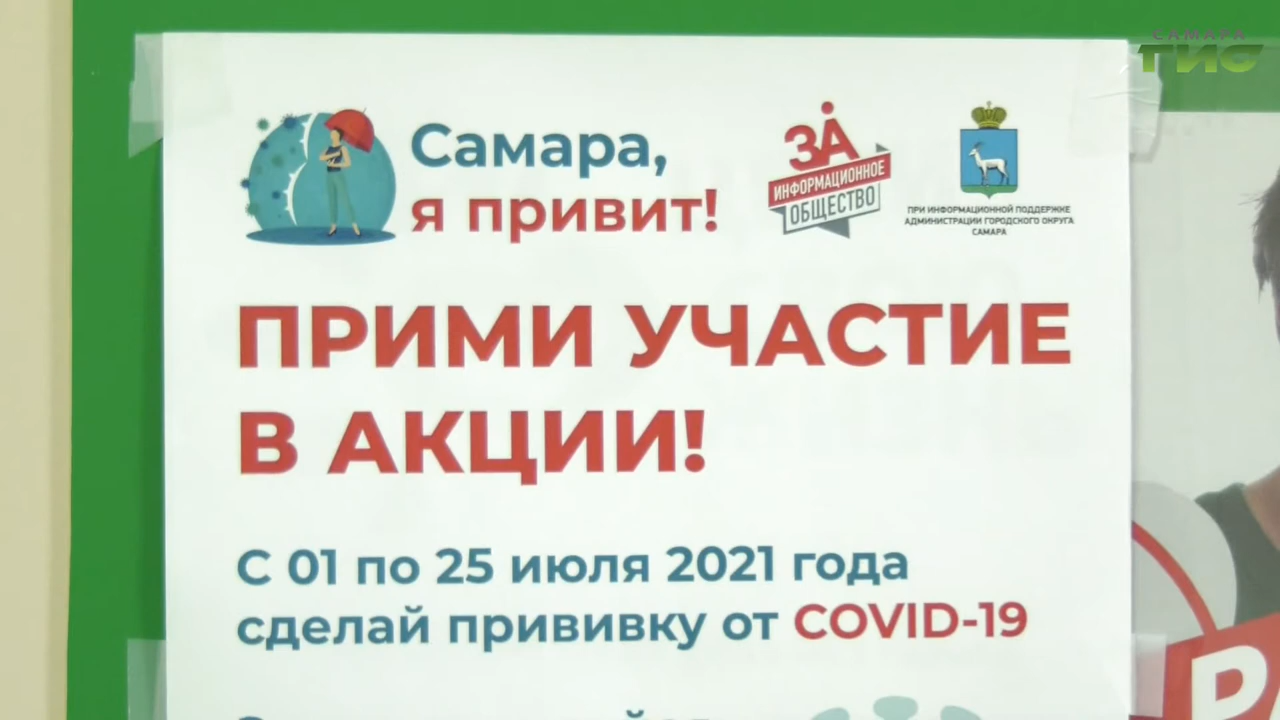 САМАРА
ГИС
Самара,
я привит!
ЗА
ИНФОРМАЦИОННОЕ
ОБЩЕСТВО
ПРИ ИНФОРМАЦИОННОЙ ПОДДЕРЖКЕ
АДМИНИСТРАЦИИ ГОРОДСКОГО ОКРУГА
САМАРА
ПРИМИ УЧАСТИЕ
В АКЦИИ!
С 01 по 25 июля 2021 года
сделай прививку от COVID-19